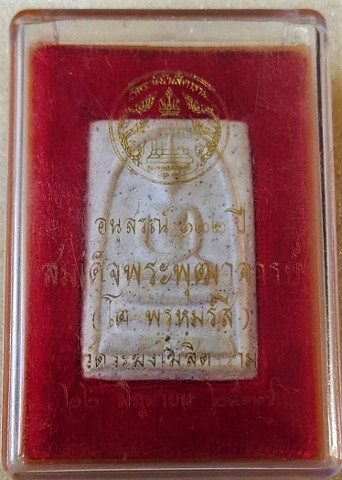 อนุสรณ์ ๑๒๒ ปี
สมเด็จพระพุฒาจารย์
(โต พรหมรํสี)
วัดระฆังโฆสิตาราม
๒๒ มิถุนายน ๒๕๓๗